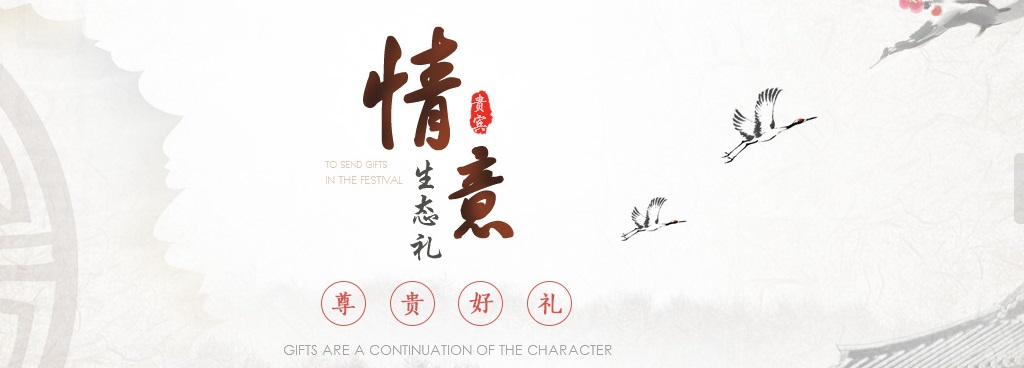 情意
贵宾
TO SEND GIFTS
IN THE FESTIVAL
生态礼
尊贵好礼
GIFTS ARE A CONTINUATION OF THE CHARACTER